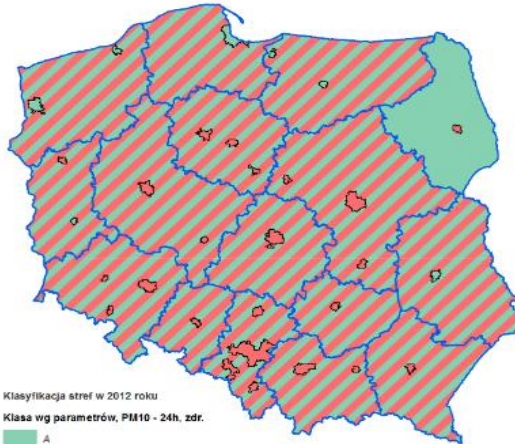 Klasyfikacja stref w 2012 roku
Klasa wg parametrów, PM10 - 24h, zdr.
A